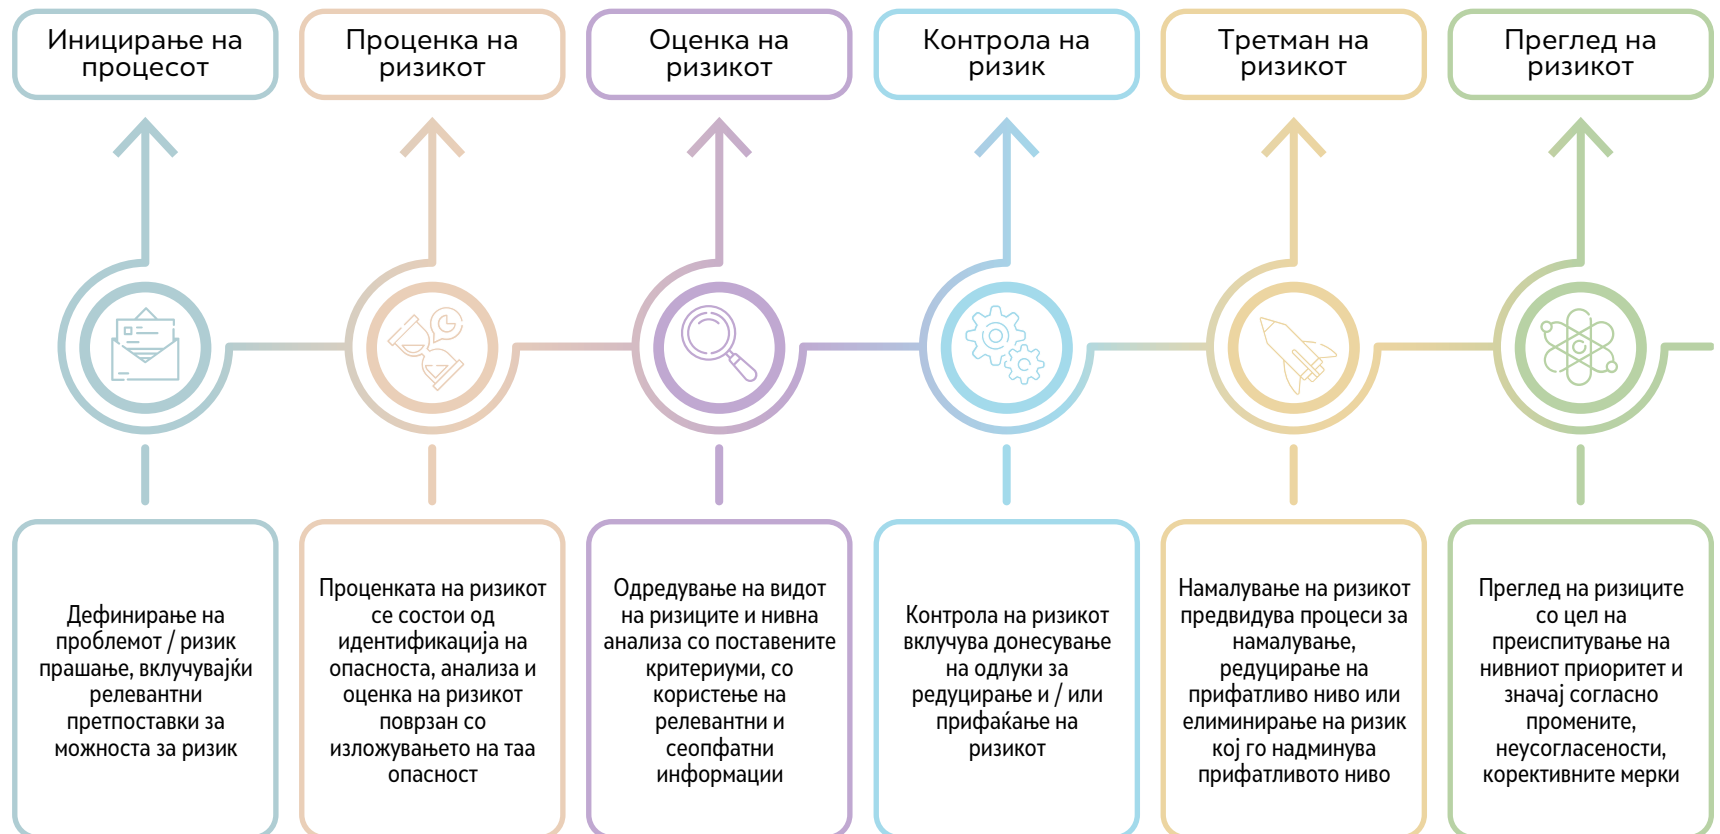 Иницирање на
процесот
Проценка на
ризикот
Оценка на
ризикот
Контрола на
ризик
Третман на
ризикот
Преглед на
ризикот
Дефинирање на
проблемот / ризик
прашање, вклучувајќи
релевантни
претпоставки за
можноста за ризик
Проценката на ризикот
се состои од
идентификација на
опасноста, анализа и
оценка на ризикот
поврзан со
изложувањето на таа
опасност
Одредување на видот
на ризиците и нивна
анализа со поставените
критериуми, со
користење на
релевантни и
сеопфатни
информации
Контрола на ризикот
вклучува донесување
на одлуки за
редуцирање и / или
прифаќање на
ризикот
Намалување на ризикот
предвидува процеси за
намалување,
редуцирање на
прифатливо ниво или
елиминирање на ризик
кој го надминува
прифатливото ниво
Преглед на ризиците
со цел на
преиспитување на
нивниот приоритет и
значај согласно
промените,
неусогласености,
корективните мерки